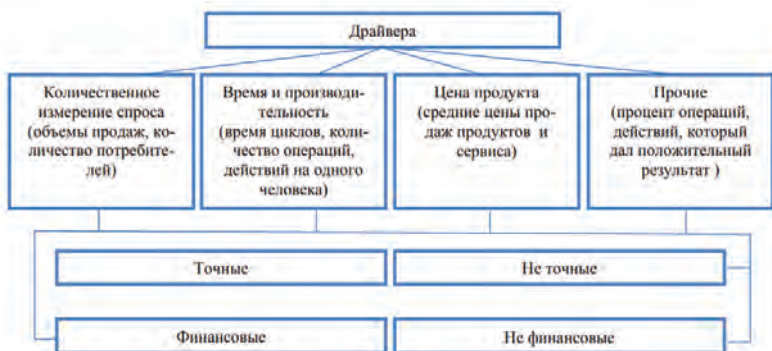 Драйвера
Количественное
измерение спроса
(объемы продаж, ко-
личество потребите-
лей)
Время и производи-
тельность
(время циклов, коли-
чество операций,
действий на одного
человека)
Цена продукта
(средние цены про-
даж продуктов и
сервиса)
Прочие
(процент операций,
действий, который
дал положительный
результат )
Точные
Не точные
Финансовые
Не финансовые